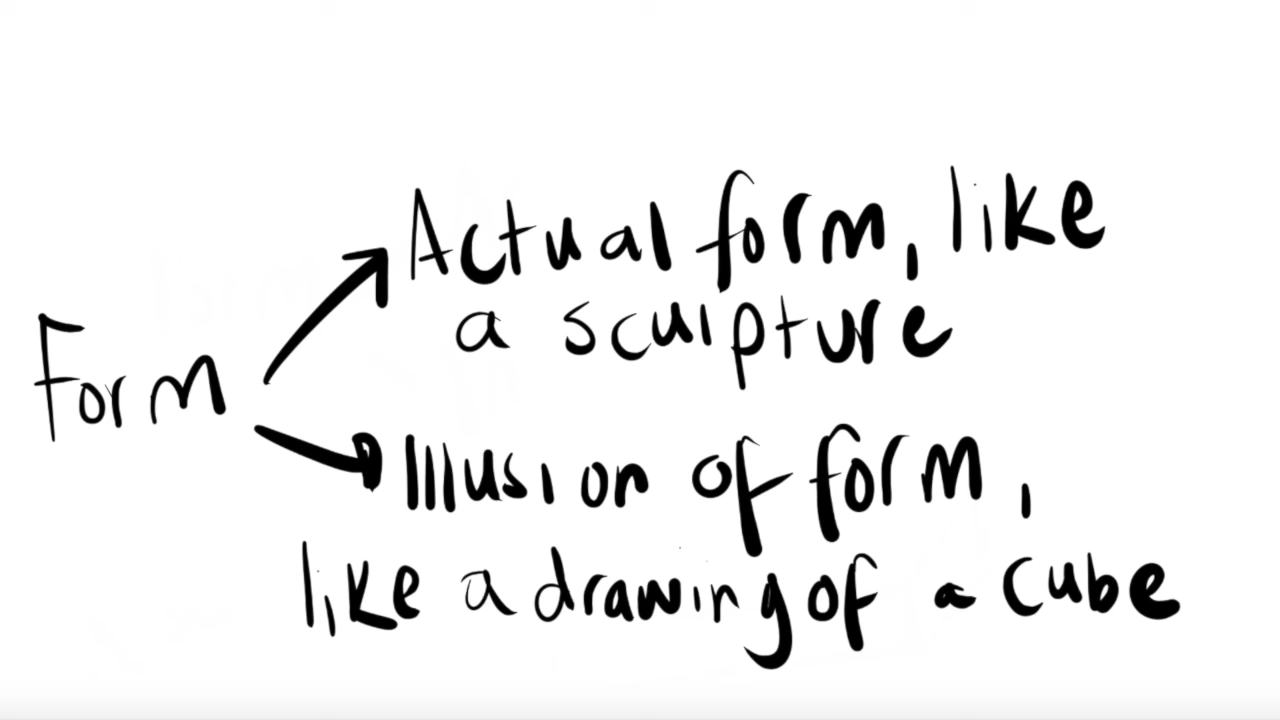 Form
Actual form, like
a sculpture
Illusion of form,
like a drawing of a cube